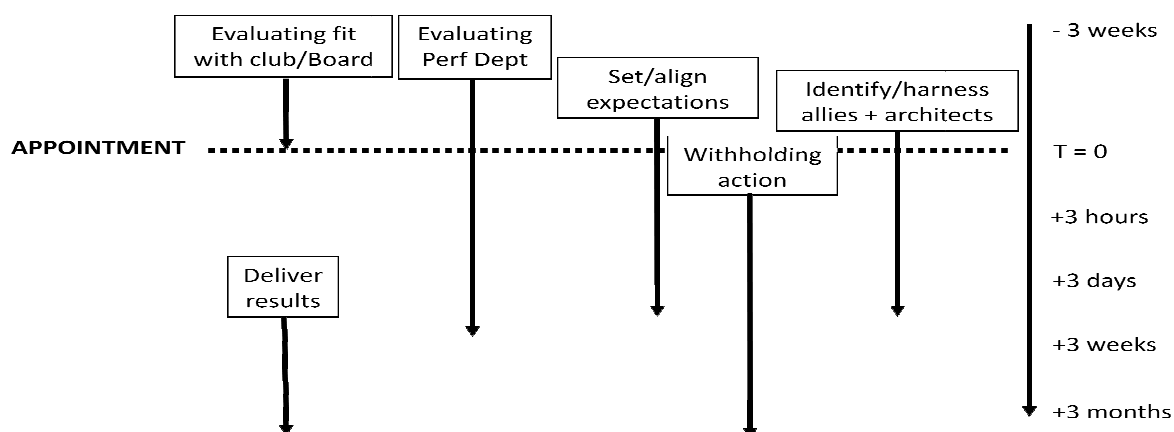 Evaluating fit
with club/Board
Evaluating
Perf Dept
Set/align
expectations
Identify/harness
allies + architects
- 3 weeks
APPOINTMENT
Withholding
action
T = 0
+3 hours
Deliver
results
+3 days
+3 weeks
+3 months